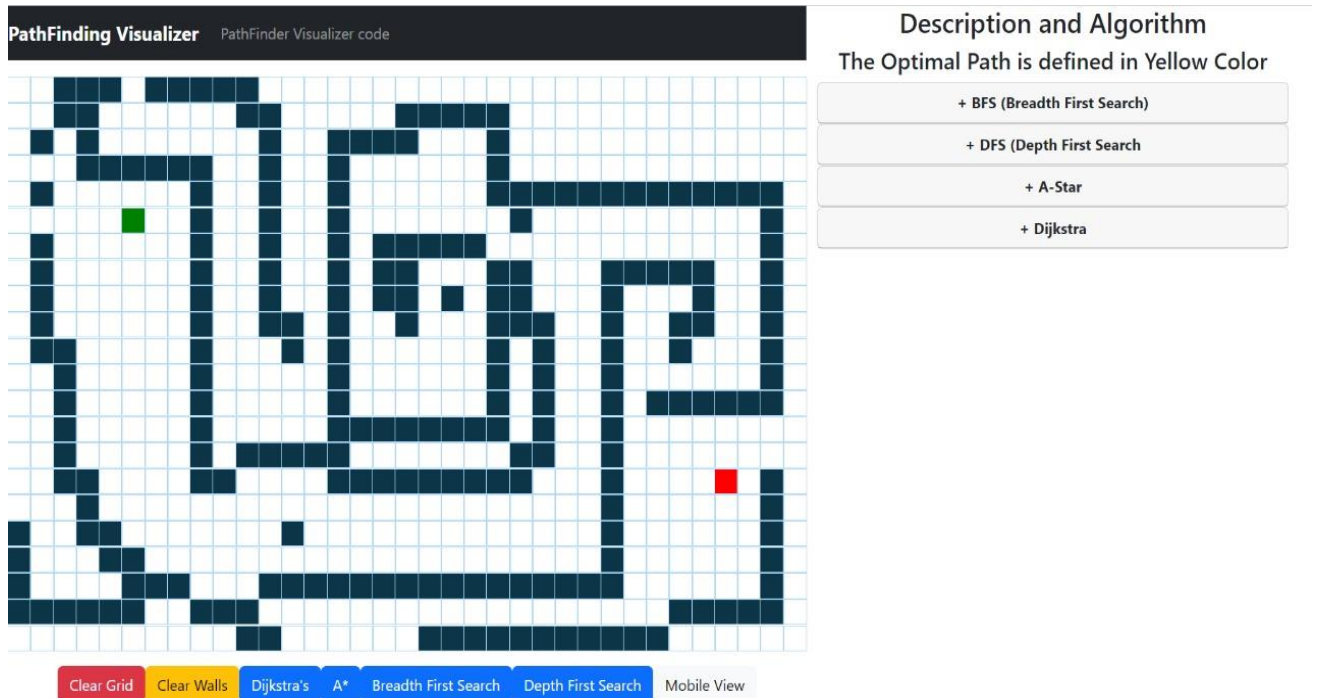 PathFinding Visualizer PathFinder Visualizer code
Description and Algorithm
The Optimal Path is defined in Yellow Color
+ BFS (Breadth First Search)
+ DFS (Depth First Search
+ A-Star
+ Dijkstra
Clear Grid Clear Walls Dijkstra's A* Breadth First Search Depth First Search Mobile View